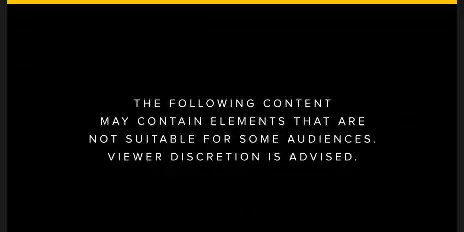 THE FOLLOWING CONTENT
MAY CONTAIN ELEMENTS THAT ARE
NOT SUITABLE FOR SOME AUDIENCES.
VIEWER DISCRETION IS ADVISED.